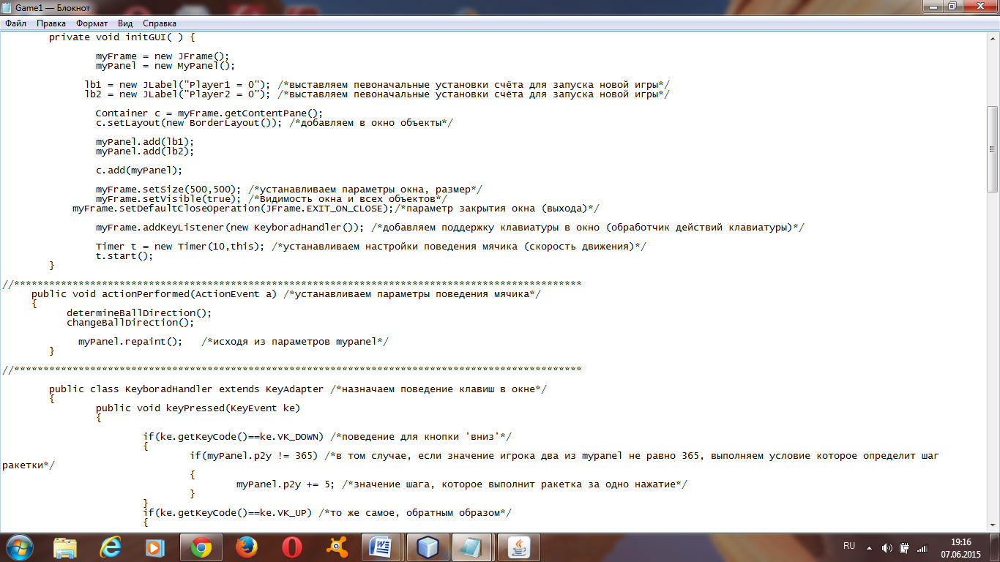 Game1 — Блокнот
Файл Правка Формат Вид Справка
private void initGUI( ) {
myFrame = new JFrame();
myPanel = new MyPanel();
lb1 = new JLabel("Player1 = 0"); /*выставляем певоначальные установки счёта для запуска новой игры*/
lb2 = new JLabel("Player2 = 0"); /*выставляем певоначальные установки счёта для запуска новой игры*/
Container c = myFrame.getContentPane();
c.setLayout(new BorderLayout()); /*добавляем в окно объекты*/
myPanel.add(lb1);
myPanel.add(lb2);
c.add(myPanel);
myFrame.setSize(500,500); /*устанавливаем параметры окна, размер*/
myFrame.setVisible(true); /*Видимость окна и всех объектов*/
myFrame.setDefaultCloseOperation(JFrame.EXIT_ON_CLOSE);/*параметр закрытия окна (выхода)*/
myFrame.addKeyListener(new KeyboradHandler()); /*добавляем поддержку клавиатуры в окно (обработчик действий клавиатуры)*/
Timer t = new Timer(10,this); /*устанавливаем настройки поведения мячика (скорость движения)*/
t.start();
}
//*************************************************************************************************
public void actionPerformed(ActionEvent a) /*устанавливаем параметры поведения мячика*/
{
determineBallDirection();
changeBallDirection();
myPanel.repaint(); /*исходя из параметров mypanel*/
}
//*************************************************************************************************
public class KeyboradHandler extends KeyAdapter /*назначаем поведение клавиш в окне*/
{
public void keyPressed(KeyEvent ke)
{
if(ke.getKeyCode()==ke.VK_DOWN) /*поведение для кнопки 'вниз'*/
{
if(myPanel.p2y != 365) /*в том случае, если значение игрока два из mypanel не равно 365, выполняем условие которое определит шаг
ракетки*/
{
myPanel.p2y += 5; /*значение шага, которое выполнит ракетка за одно нажатие*/
}
}
if(ke.getKeyCode()==ke.VK_UP) /*то же самое, обратным образом*/
{
RU
19:16
07.06.2015